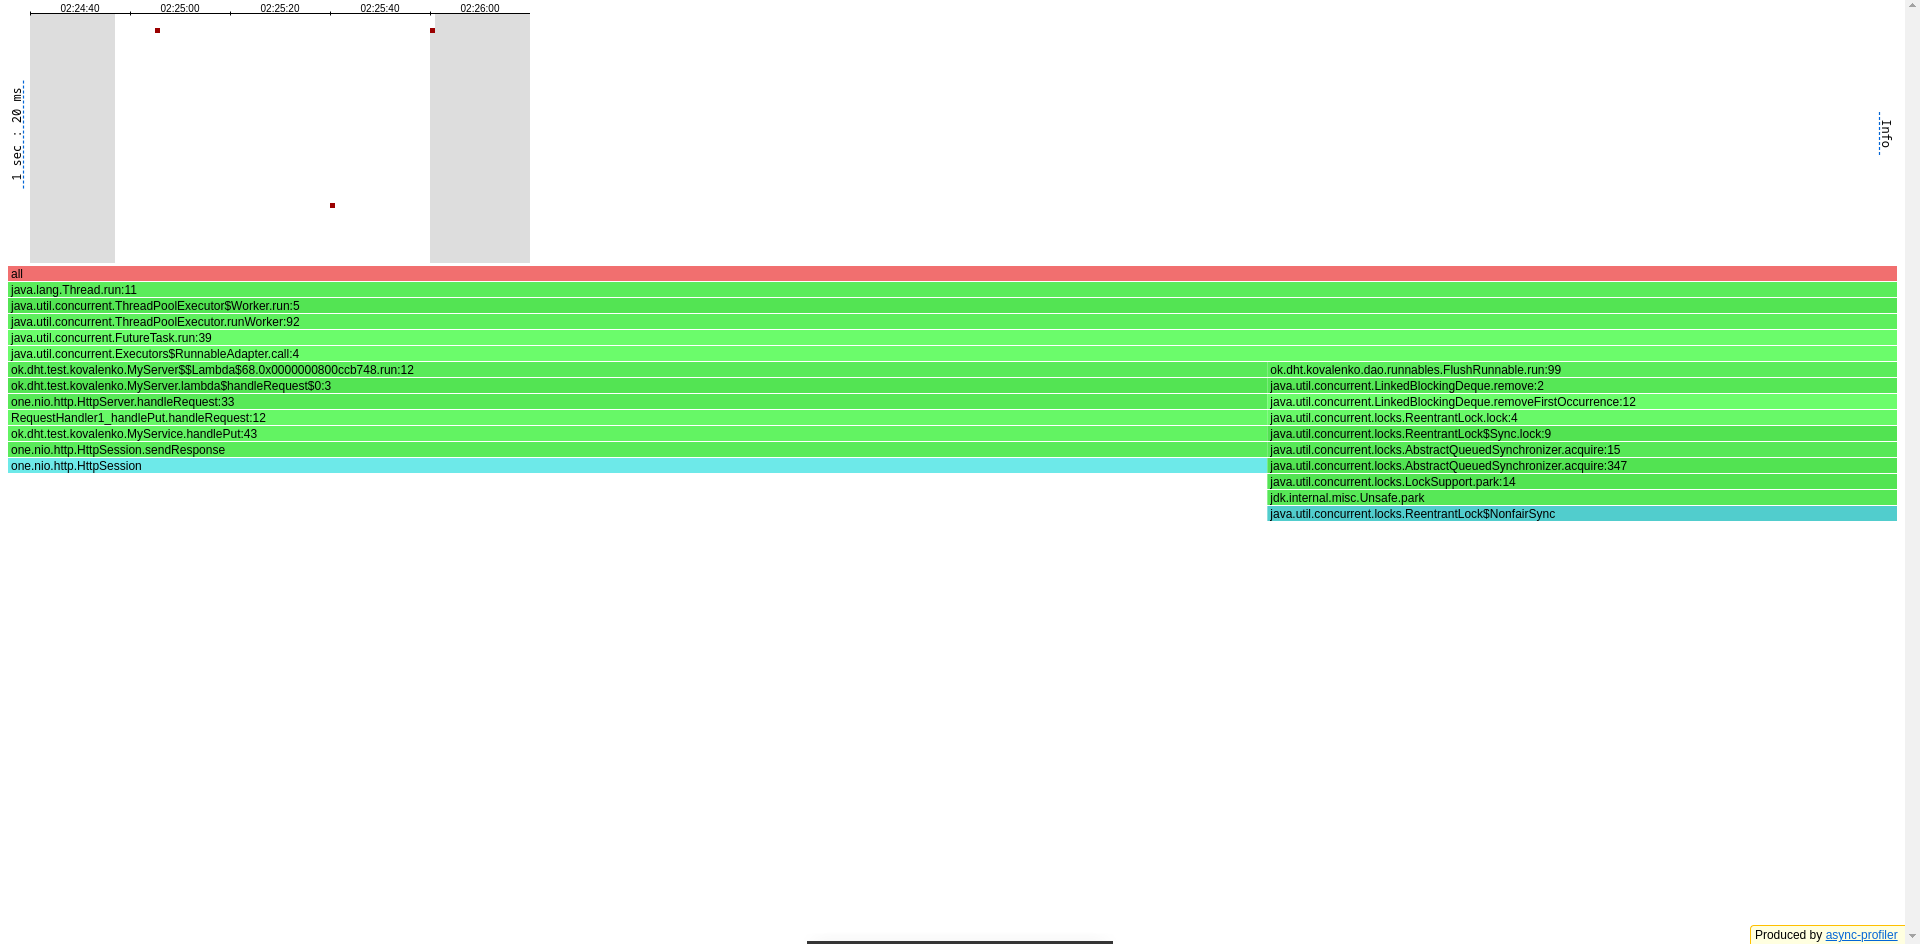 02:24:40 02:25:00 02:25:20 02:25:40 02:26:00
1 sec : 20 ms
Info
all
java.lang.Thread.run:11
java.util.concurrent.ThreadPoolExecutor$Worker.run:5
java.util.concurrent.ThreadPoolExecutor.runWorker:92
java.util.concurrent.FutureTask.run:39
java.util.concurrent.Executors$RunnableAdapter.call:4
ok.dht.test.kovalenko.MyServer$$Lambda$68.0x0000000800ccb748.run:12
ok.dht.test.kovalenko.MyServer.lambda$handleRequest$0:3
one.nio.http.HttpServer.handleRequest:33
RequestHandler1_handlePut.handleRequest:12
ok.dht.test.kovalenko.MyService.handlePut:43
one.nio.http.HttpSession.sendResponse
one.nio.http.HttpSession
ok.dht.kovalenko.dao.runnables.FlushRunnable.run:99
java.util.concurrent.LinkedBlockingDeque.remove:2
java.util.concurrent.LinkedBlockingDeque.removeFirstOccurrence:12
java.util.concurrent.locks.ReentrantLock.lock:4
java.util.concurrent.locks.ReentrantLock$Sync.lock:9
java.util.concurrent.locks.AbstractQueuedSynchronizer.acquire:15
java.util.concurrent.locks.AbstractQueuedSynchronizer.acquire:347
java.util.concurrent.locks.LockSupport.park:14
jdk.internal.misc.Unsafe.park
java.util.concurrent.locks.ReentrantLock$NonfairSync
Produced by async-profiler